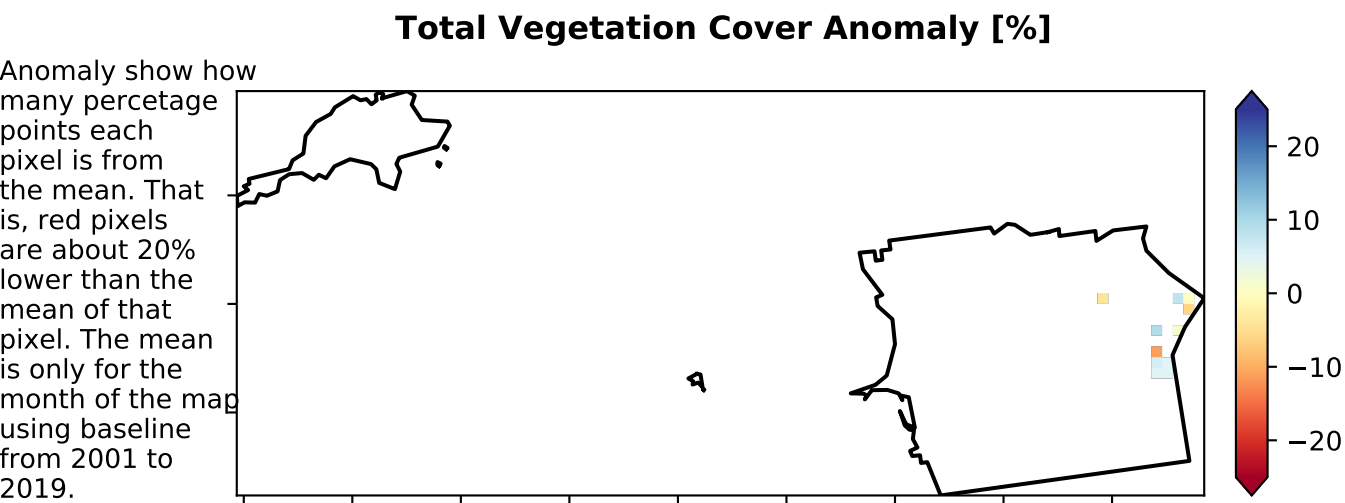 Total Vegetation Cover Anomaly [%]
Anomaly show how
many percetage
points each
pixel is from
the mean. That
is, red pixels
are about 20%
lower than the
mean of that
pixel. The mean
is only for the
month of the map
using baseline
from 2001 to
2019.
20
10
0
−10
−20